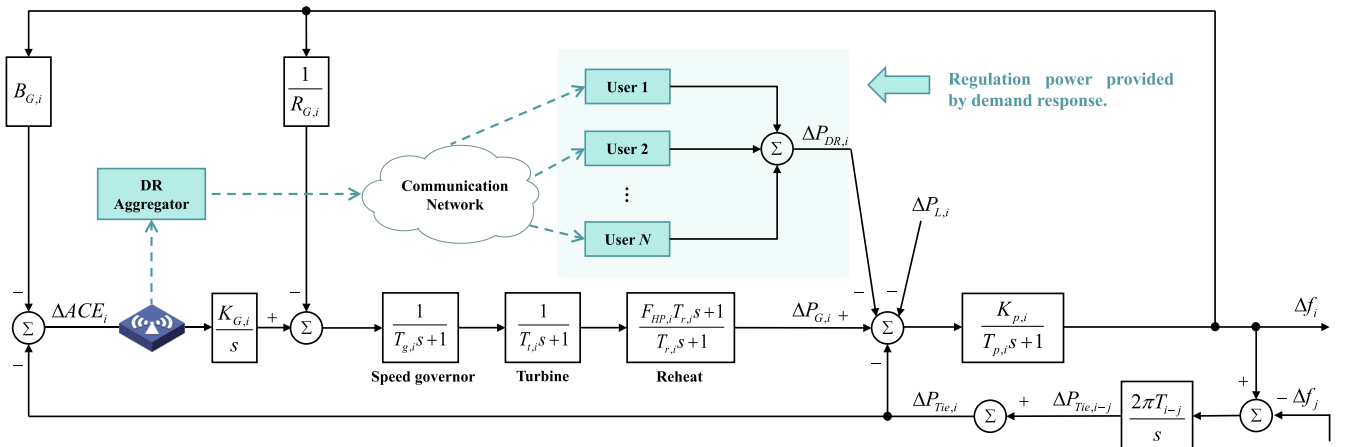 B_{G,i}
1
R_{G,i}
User 1
Regulation power provided
by demand response.
User 2
Σ
ΔP_{DR,i}
DR
Aggregator
Communication
Network
⋮
User N
ΔP_{L,i}
−
−
−
−
Σ
ΔACE_i
K_{G,i}
s
+
Σ
1
T_{g,i}s+1
1
T_{t,i}s+1
F_{HP,i}T_{r,i}s+1
T_{r,i}s+1
ΔP_{G,i}
+
Σ
K_{p,i}
T_{p,i}s+1
Δf_i
−
−
Speed governor
Turbine
Reheat
ΔP_{Tie,i}
Σ
+
ΔP_{Tie,i−j}
2πT_{i−j}
s
+
Σ
−
Δf_j